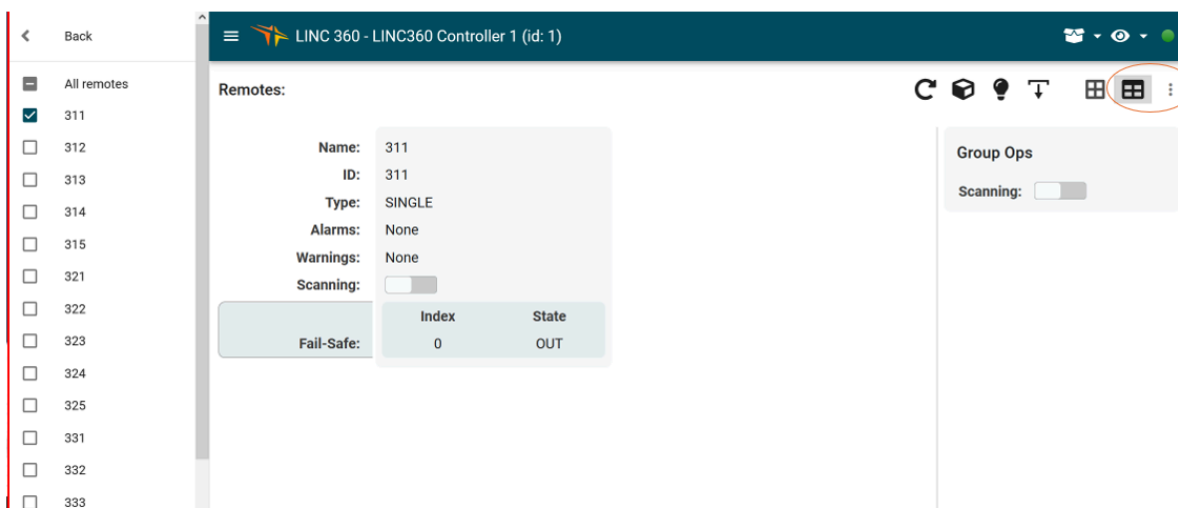 Back
LINC 360 - LINC360 Controller 1 (id: 1)
All remotes
311
312
313
314
315
321
322
323
324
325
331
332
333
Remotes:
Name: 311
ID: 311
Type: SINGLE
Alarms: None
Warnings: None
Scanning:
Index State
Fail-Safe: 0 OUT
Group Ops
Scanning: